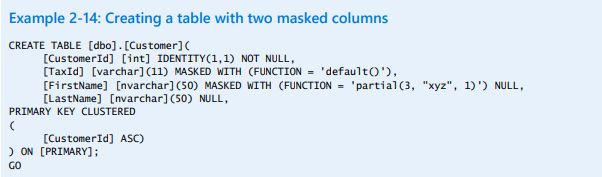 Example 2-14: Creating a table with two masked columns
CREATE TABLE [dbo].[Customer](
[CustomerId] [int] IDENTITY(1,1) NOT NULL,
[TaxId] [varchar](11) MASKED WITH (FUNCTION = 'default()'),
[FirstName] [nvarchar](50) MASKED WITH (FUNCTION = 'partial(3, "xyz", 1)') NULL,
[LastName] [nvarchar](50) NULL,
PRIMARY KEY CLUSTERED
(
[CustomerId] ASC)
) ON [PRIMARY];
GO